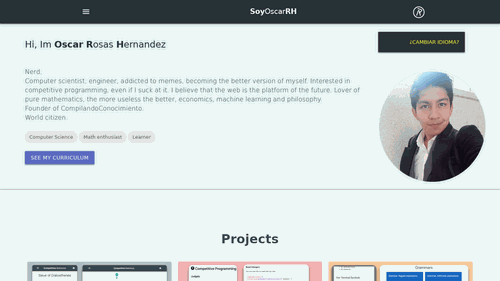 SoyOscarRH
Hi, Im Oscar Rosas Hernandez
¿CAMBIAR IDIOMA?
Nerd.
Computer scientist, engineer, addicted to memes, becoming the better version of myself. Interested in
competitive programming, even if I suck at it. I believe that the web is the platform of the future. Lover of
pure mathematics, the more useless the better, economics, machine learning and philosophy.
Founder of CompilandoConocimiento.
World citizen.
Computer Science
Math enthusiast
Learner
SEE MY CURRICULUM
Projects
Competitive Programming